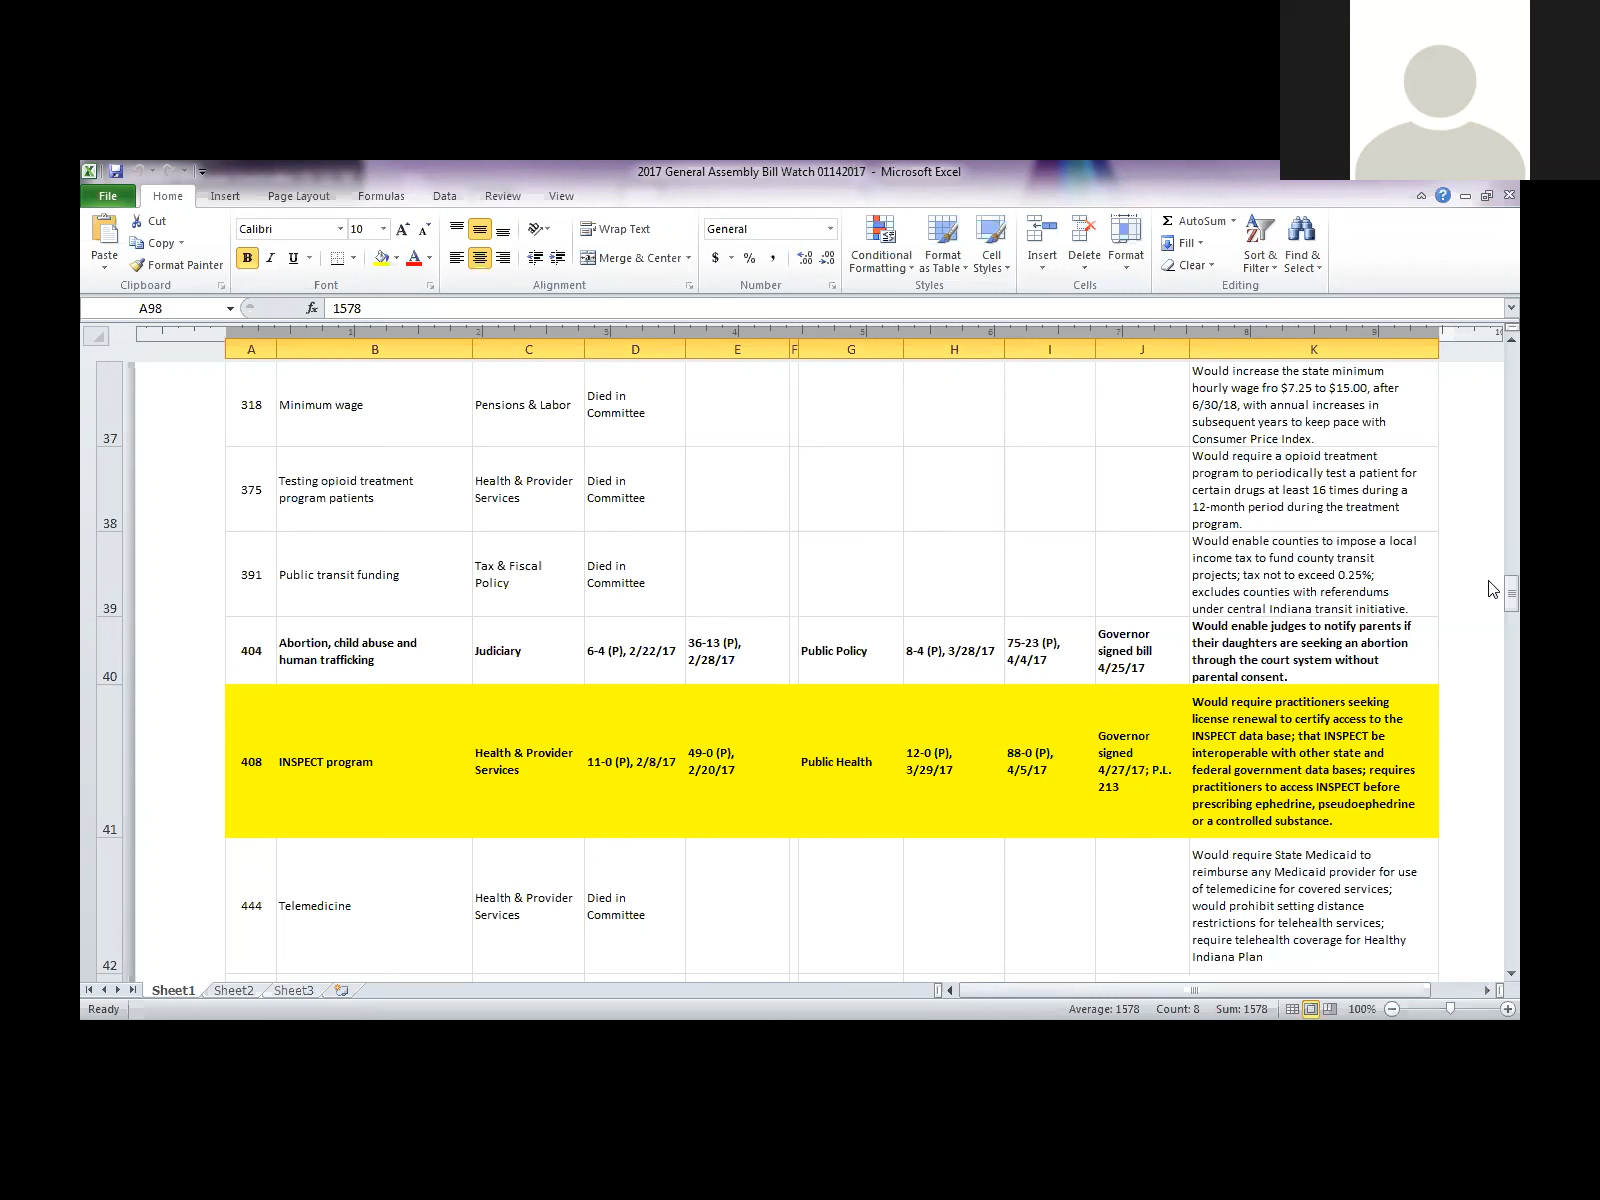 2017 General Assembly Bill Watch 01142017 - Microsoft Excel
File Home Insert Page Layout Formulas Data Review View
Paste
Cut
Copy
Format Painter
Clipboard
Calibri 10
B I U
Font
Wrap Text
Merge & Center
Alignment
General
$ % ,
Number
Conditional Formatting
Format as Table
Cell Styles
Styles
Insert Delete Format
Cells
AutoSum
Fill
Clear
Sort & Filter
Find & Select
Editing
A98 fx 1578
1 2 3 4 5 6 7 8 9
A B C D E F G H I J K
37
318
Minimum wage
Pensions & Labor
Died in
Committee
Would increase the state minimum
hourly wage fro $7.25 to $15.00, after
6/30/18, with annual increases in
subsequent years to keep pace with
Consumer Price Index.
38
375
Testing opioid treatment
program patients
Health & Provider
Services
Died in
Committee
Would require a opioid treatment
program to periodically test a patient for
certain drugs at least 16 times during a
12-month period during the treatment
program.
39
391
Public transit funding
Tax & Fiscal
Policy
Died in
Committee
Would enable counties to impose a local
income tax to fund county transit
projects; tax not to exceed 0.25%;
excludes counties with referendums
under central Indiana transit initiative.
40
404
Abortion, child abuse and
human trafficking
Judiciary
6-4 (P), 2/22/17
36-13 (P),
2/28/17
Public Policy
8-4 (P), 3/28/17
75-23 (P),
4/4/17
Governor
signed bill
4/25/17
Would enable judges to notify parents if
their daughters are seeking an abortion
through the court system without
parental consent.
41
408
INSPECT program
Health & Provider
Services
11-0 (P), 2/8/17
49-0 (P),
2/20/17
Public Health
12-0 (P),
3/29/17
88-0 (P),
4/5/17
Governor
signed
4/27/17; P.L.
213
Would require practitioners seeking
license renewal to certify access to the
INSPECT data base; that INSPECT be
interoperable with other state and
federal government data bases; requires
practitioners to access INSPECT before
prescribing ephedrine, pseudoephedrine
or a controlled substance.
42
444
Telemedicine
Health & Provider
Services
Died in
Committee
Would require State Medicaid to
reimburse any Medicaid provider for use
of telemedicine for covered services;
would prohibit setting distance
restrictions for telehealth services;
require telehealth coverage for Healthy
Indiana Plan
Sheet1 Sheet2 Sheet3
Ready Average: 1578 Count: 8 Sum: 1578 100%